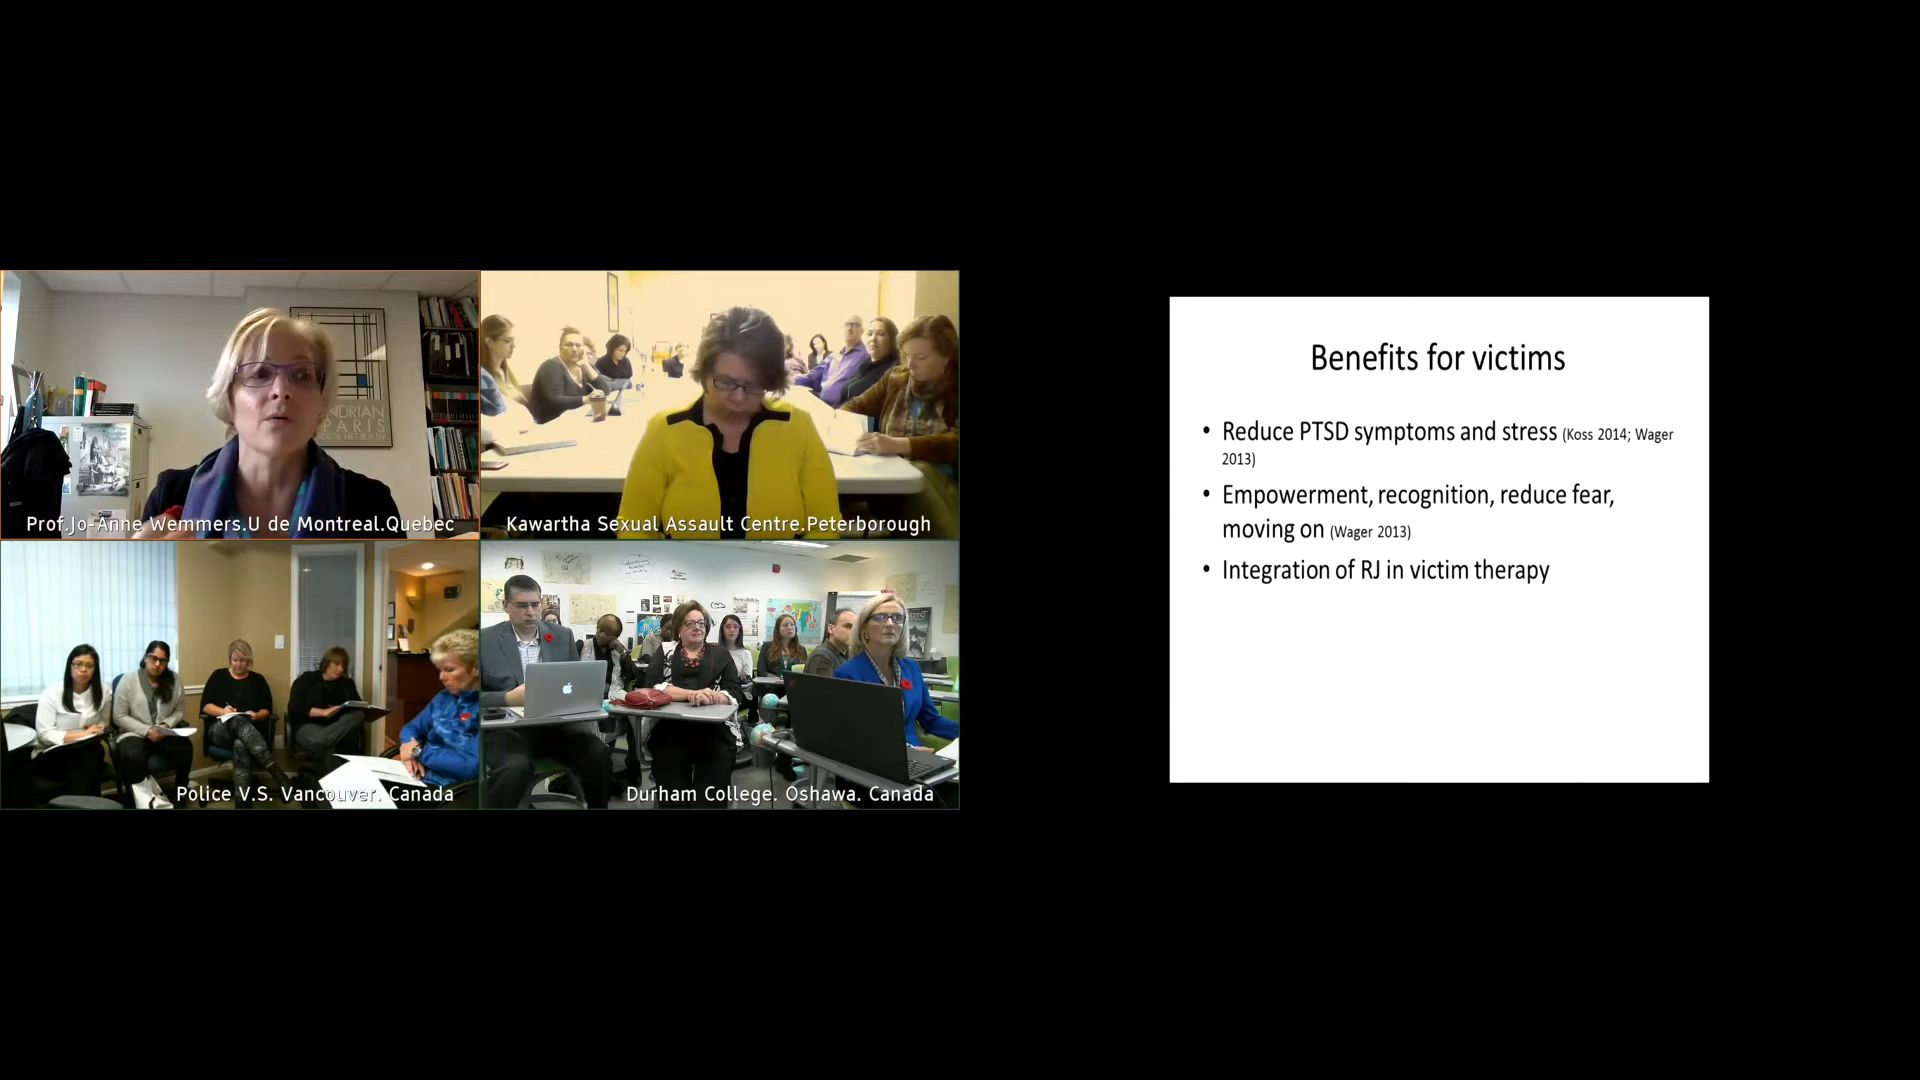 NDRIAN
PARIS
Prof.Jo-Anne Wemmers.U de Montreal.Quebec
Kawartha Sexual Assault Centre.Peterborough
Police V.S. Vancouver. Canada
Durham College. Oshawa. Canada
Benefits for victims
• Reduce PTSD symptoms and stress (Koss 2014; Wager
2013)
• Empowerment, recognition, reduce fear,
moving on (Wager 2013)
• Integration of RJ in victim therapy